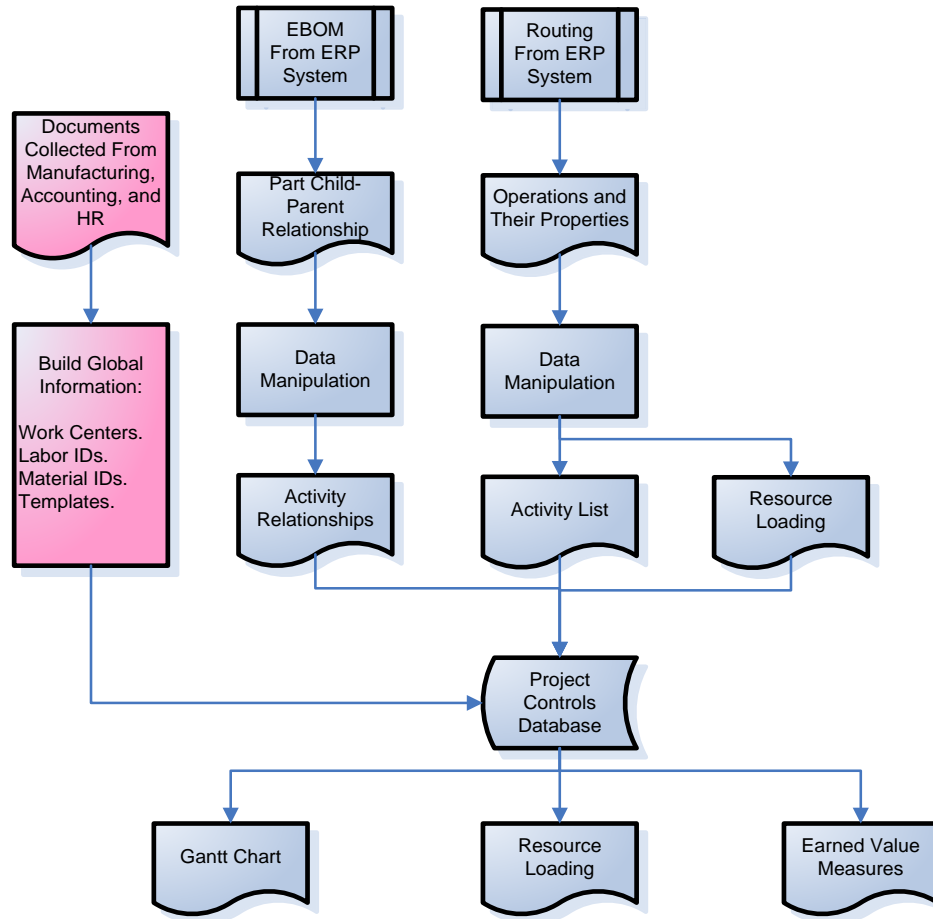 EBOM
From ERP
System
Routing
From ERP
System
Documents
Collected From
Manufacturing,
Accounting, and
HR
Part Child-
Parent
Relationship
Operations and
Their Properties
Build Global
Information:
Work Centers.
Labor IDs.
Material IDs.
Templates.
Data
Manipulation
Data
Manipulation
Activity
Relationships
Activity List
Resource
Loading
Project
Controls
Database
Gantt Chart
Resource
Loading
Earned Value
Measures